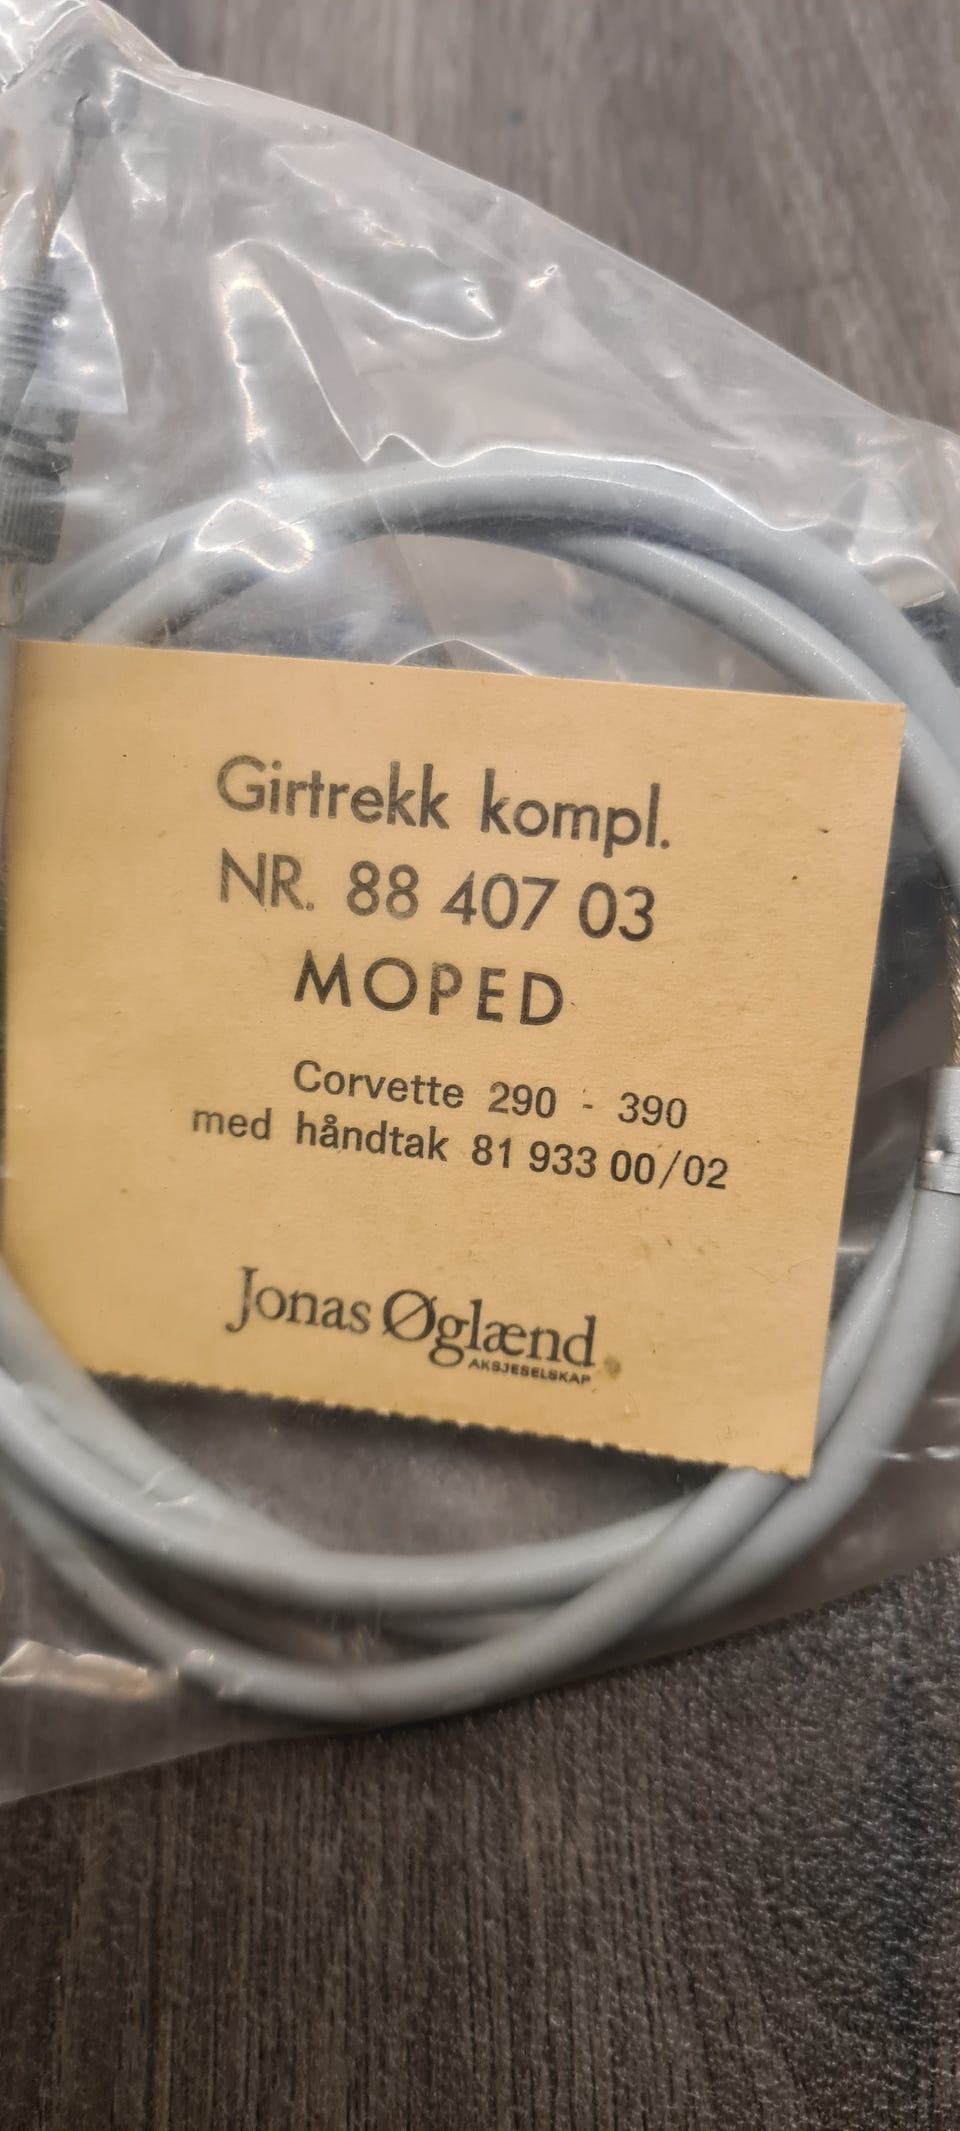 Girtrekk kompl.
NR. 88 407 03
MOPED
Corvette 290 - 390
med håndtak 81 933 00/02
Jonas Øglænd
AKSJESELSKAP